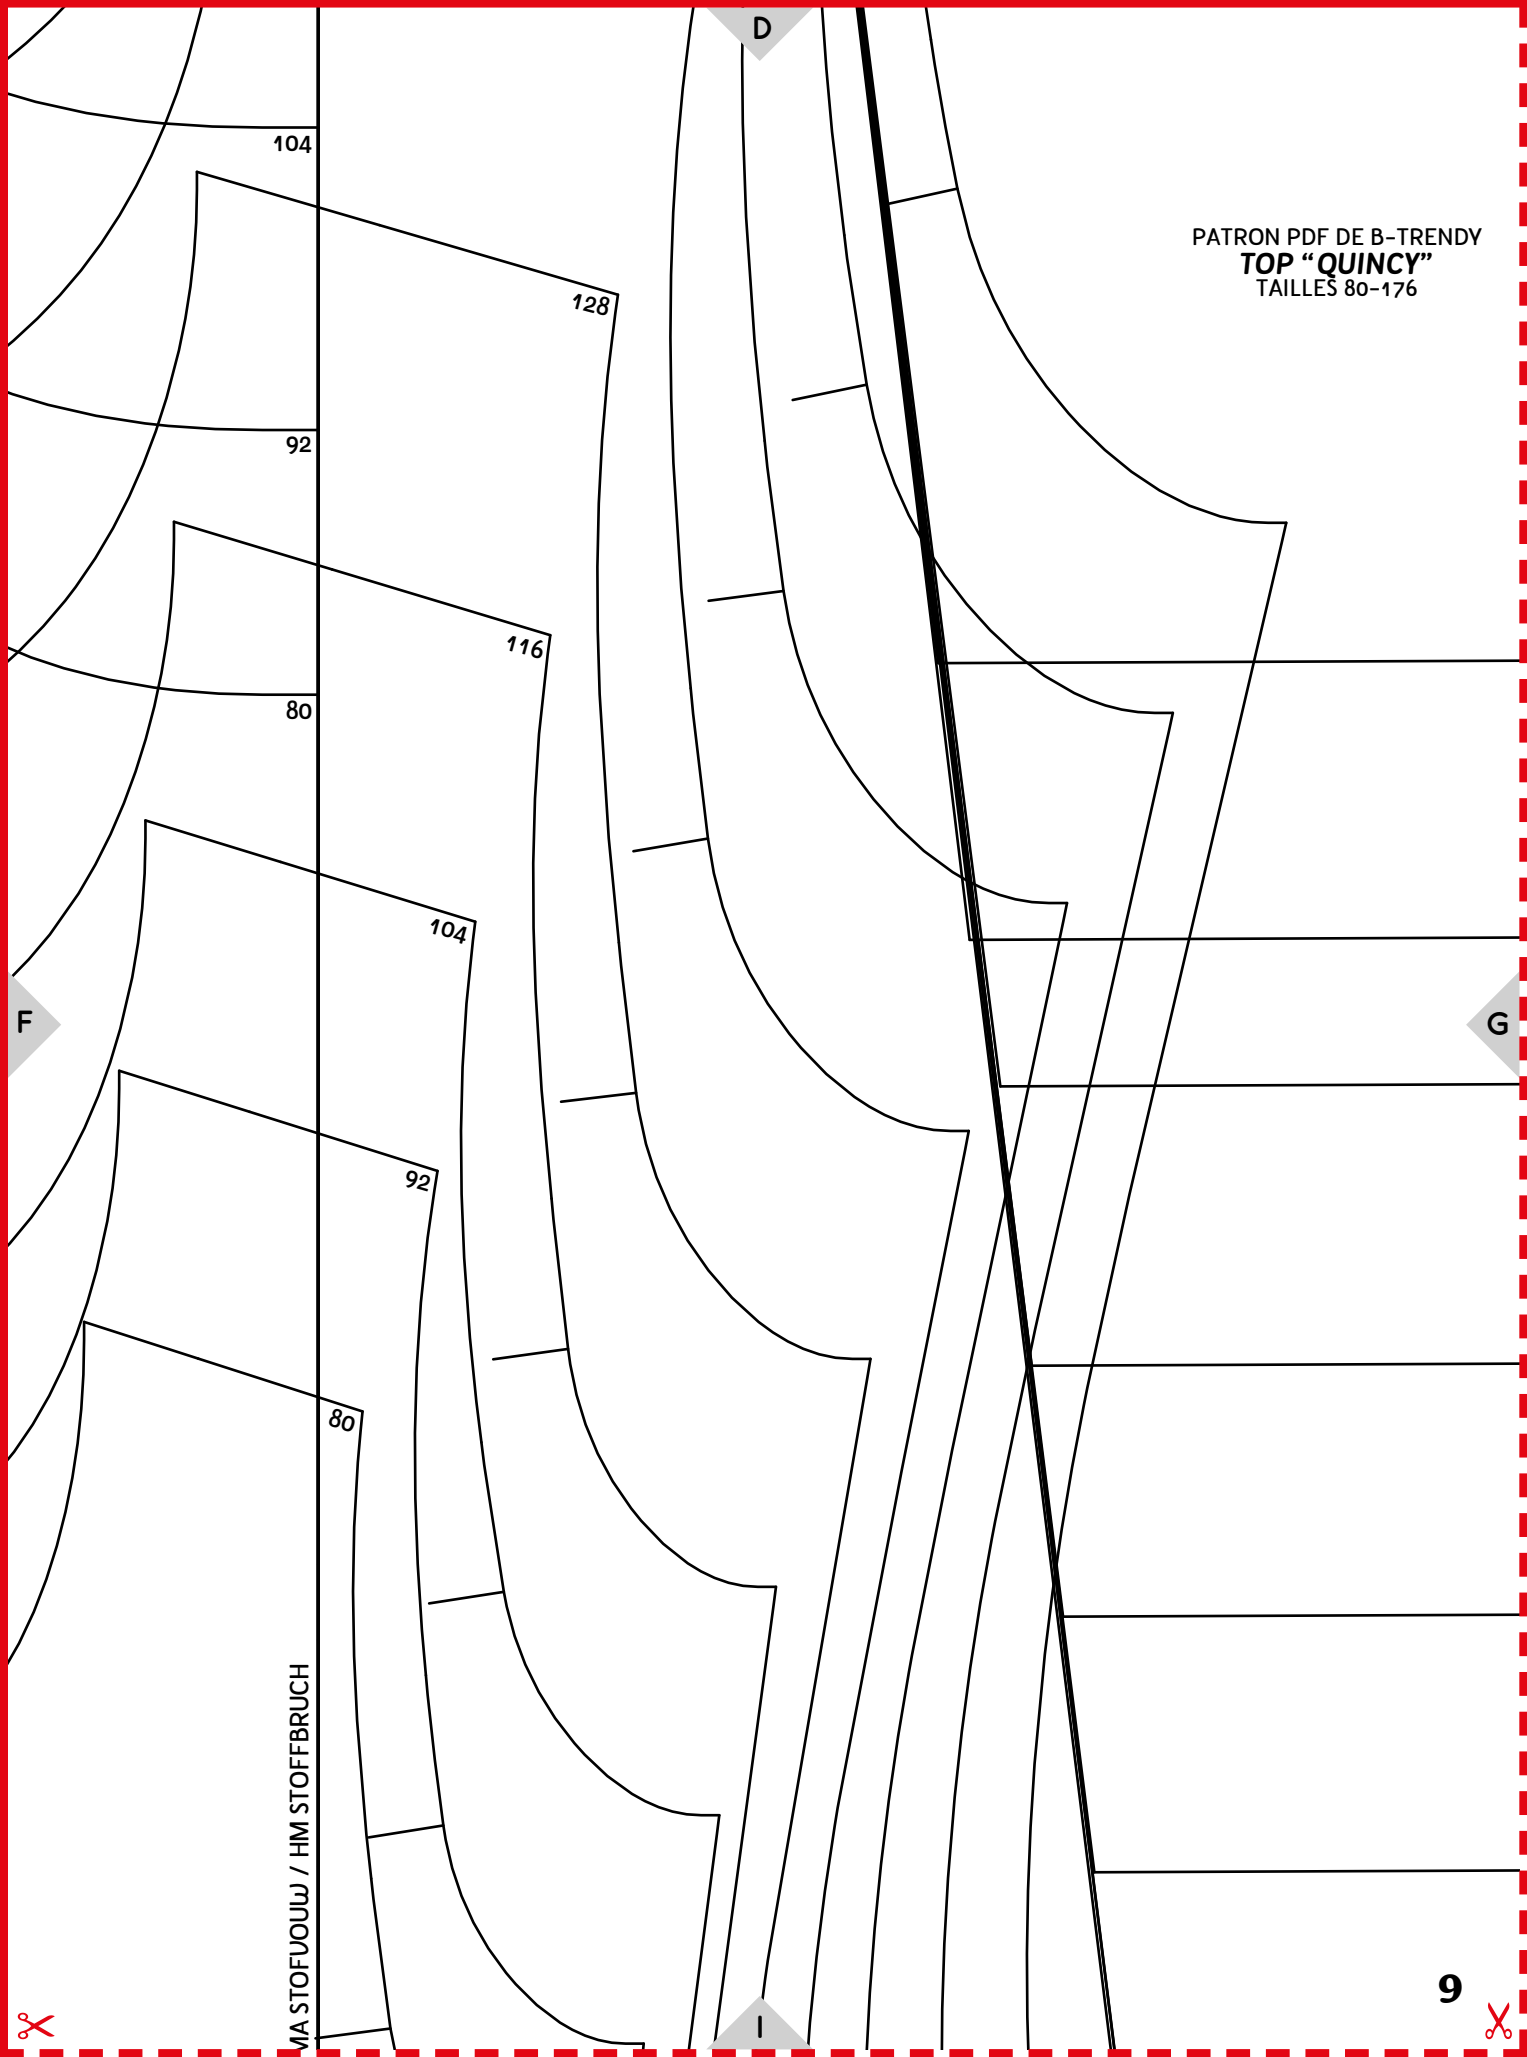 D
104
PATRON PDF DE B-TRENDY
TOP “QUINCY”
TAILLES 80-176
128
92
116
80
104
F
G
92
80
MA STOFVOUW / HM STOFFBRUCH
9
I